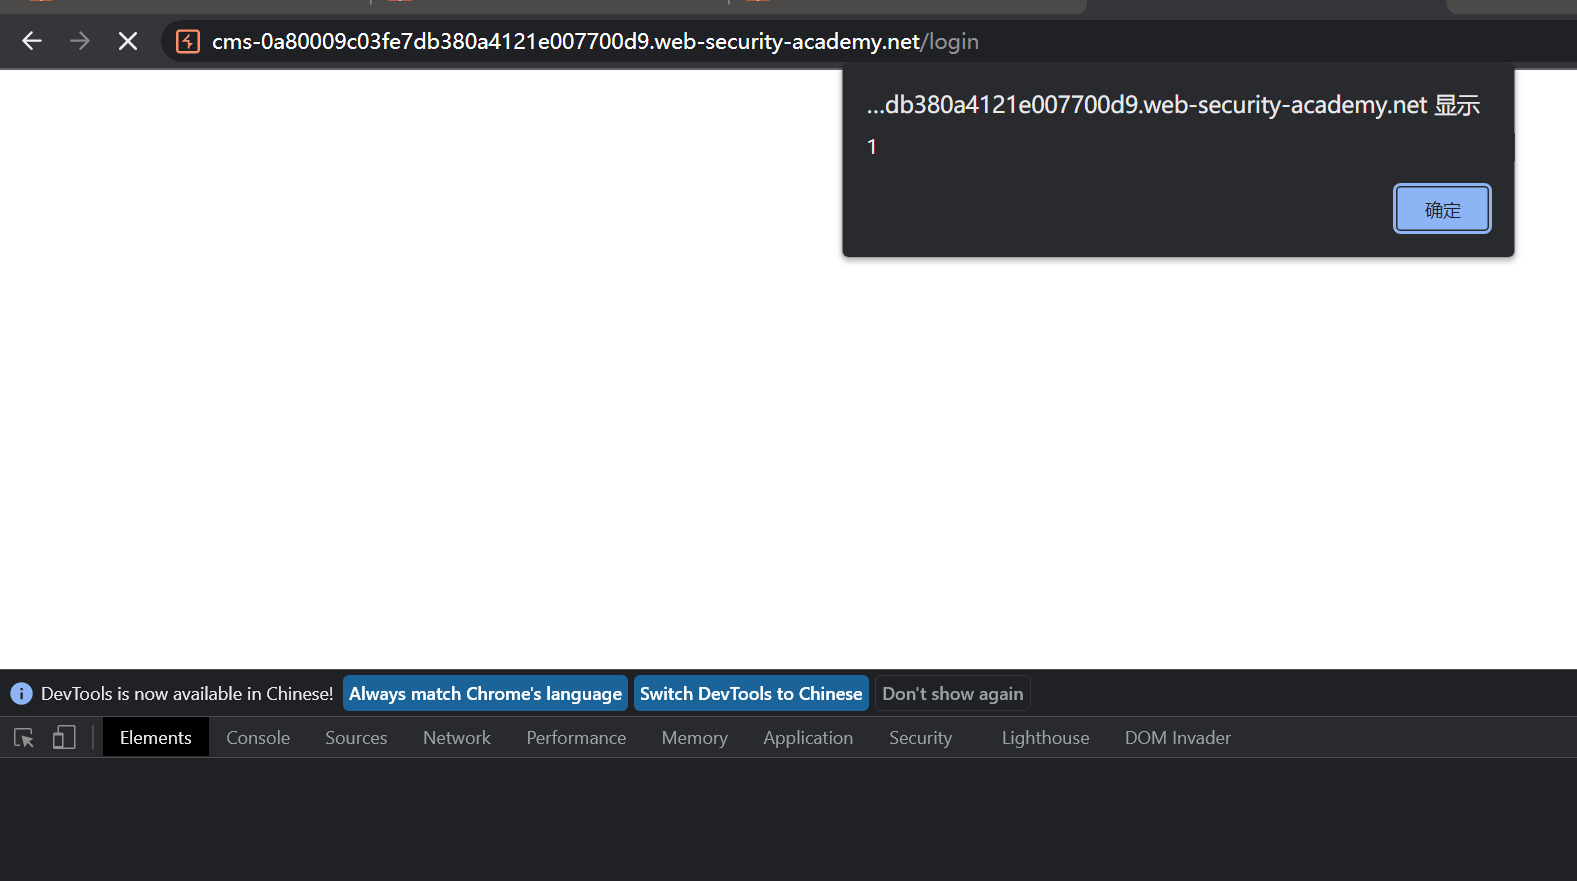 cms-0a80009c03fe7db380a4121e007700d9.web-security-academy.net/login
...db380a4121e007700d9.web-security-academy.net 显示
1
确定
DevTools is now available in Chinese! Always match Chrome's language Switch DevTools to Chinese Don't show again
Elements Console Sources Network Performance Memory Application Security Lighthouse DOM Invader